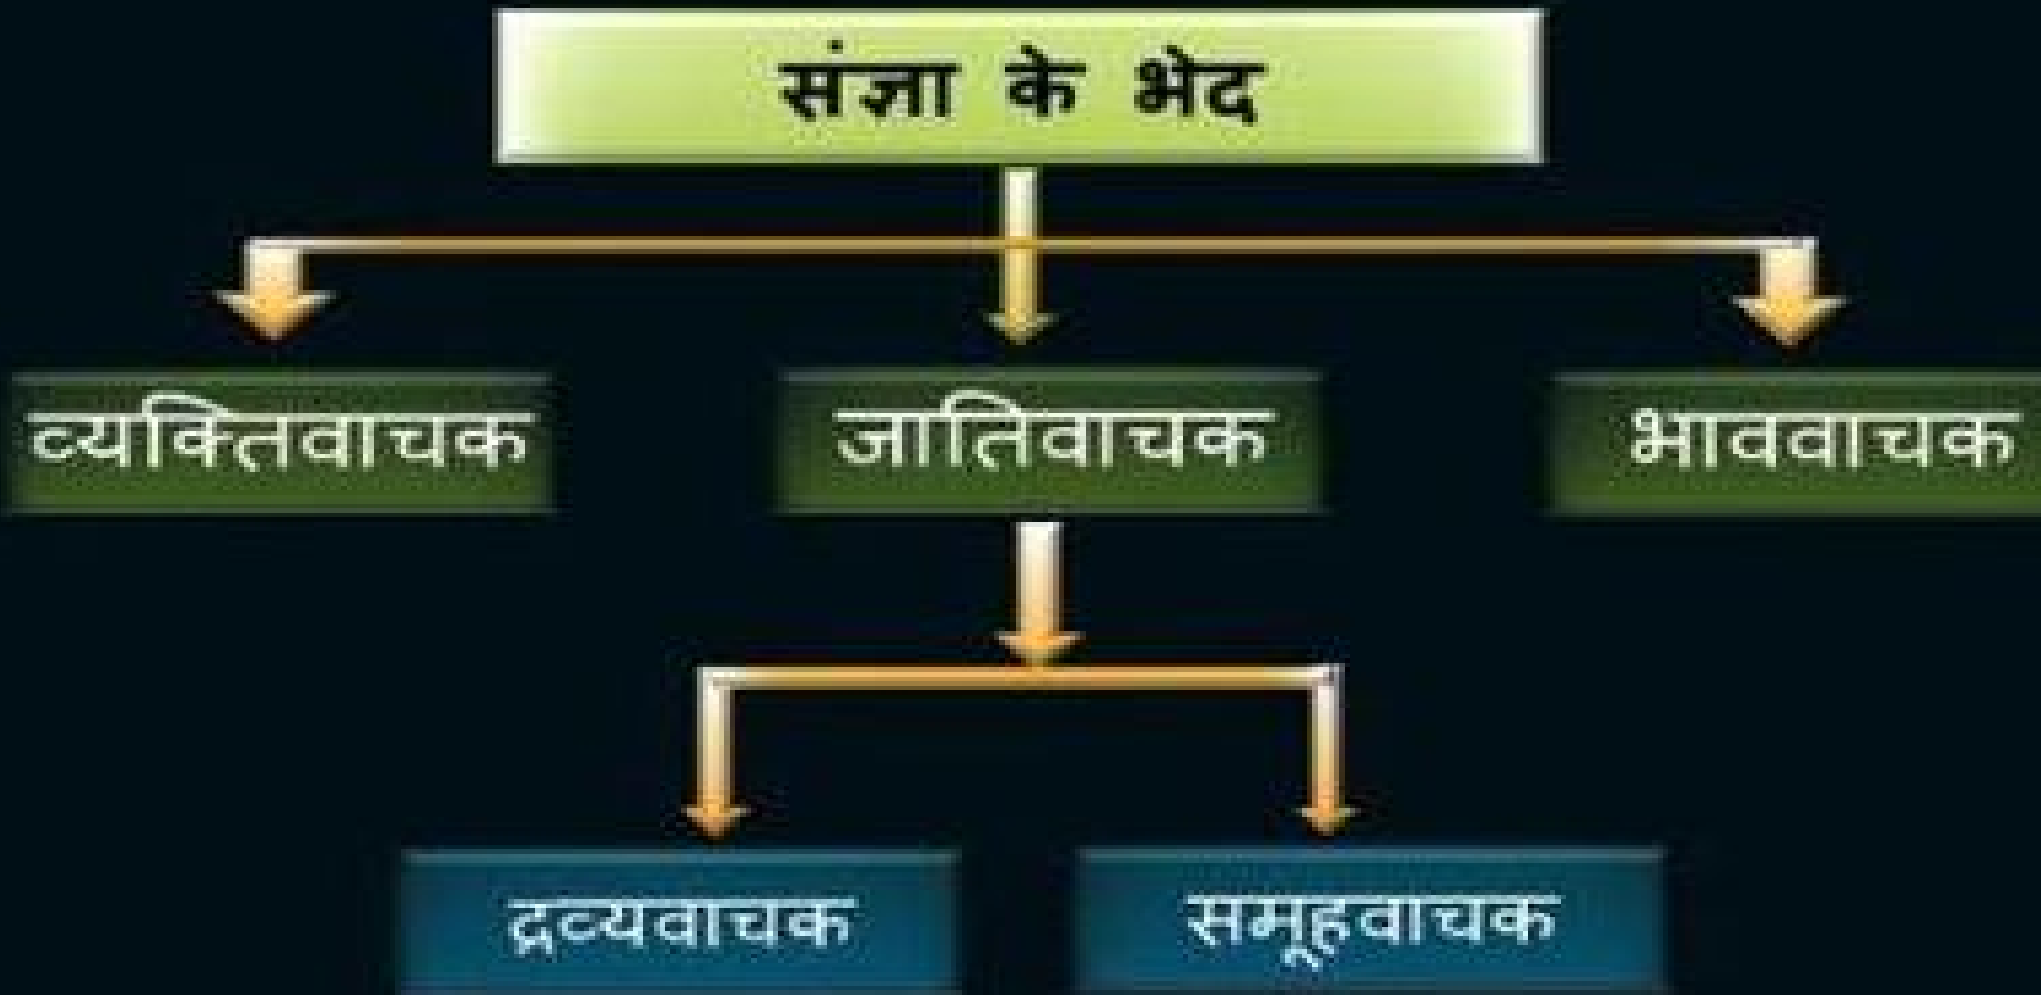 संज्ञा के भेद
व्यक्तिवाचक
जातिवाचक
भाववाचक
द्रव्यवाचक
समूहवाचक